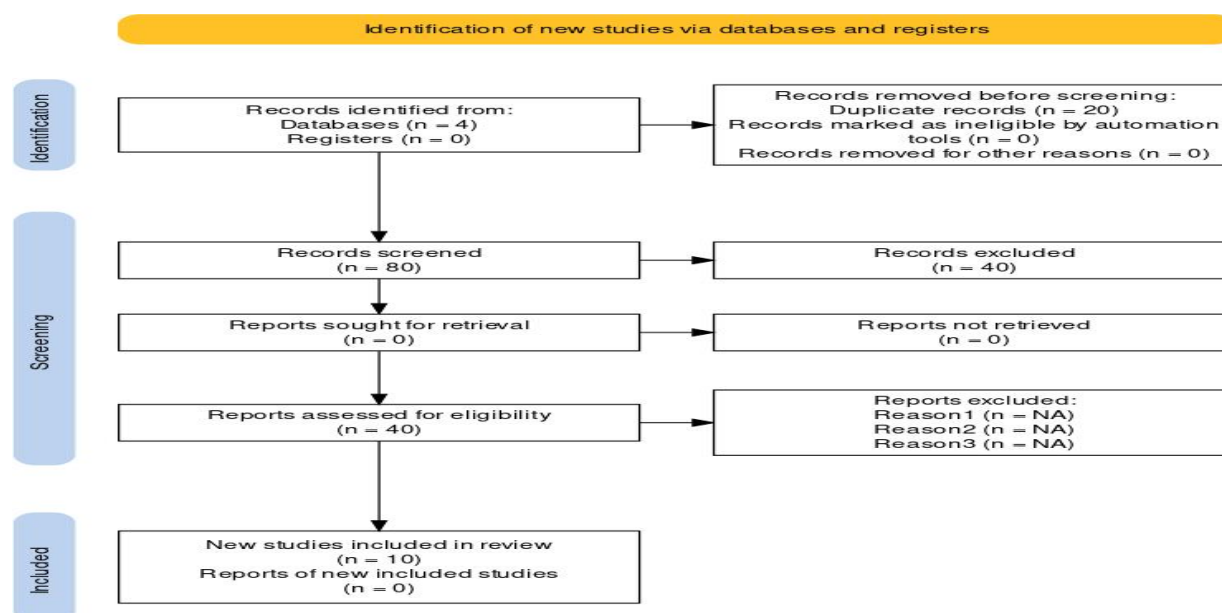 Identification of new studies via databases and registers
Identification
Records identified from:
Databases (n = 4)
Registers (n = 0)
Records removed before screening:
Duplicate records (n = 20)
Records marked as ineligible by automation
tools (n = 0)
Records removed for other reasons (n = 0)
Screening
Records screened
(n = 80)
Records excluded
(n = 40)
Reports sought for retrieval
(n = 0)
Reports not retrieved
(n = 0)
Reports assessed for eligibility
(n = 40)
Reports excluded:
Reason1 (n = NA)
Reason2 (n = NA)
Reason3 (n = NA)
Included
New studies included in review
(n = 10)
Reports of new included studies
(n = 0)